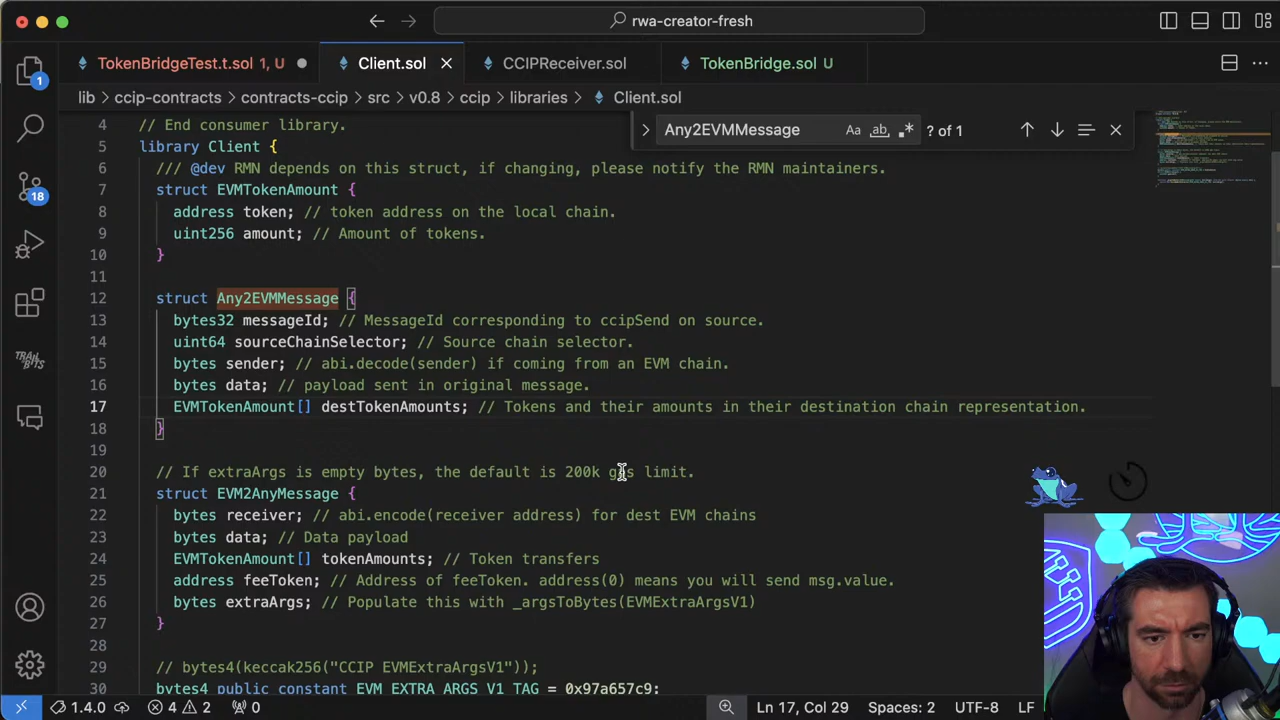 rwa-creator-fresh
TokenBridgeTest.t.sol 1, U
Client.sol
CCIPReceiver.sol
TokenBridge.sol U
lib > ccip-contracts > contracts-ccip > src > v0.8 > ccip > libraries > Client.sol
Any2EVMMessage Aa ab .* ? of 1
4 // End consumer library.
5 library Client {
6 /// @dev RMN depends on this struct, if changing, please notify the RMN maintainers.
7 struct EVMTokenAmount {
8 address token; // token address on the local chain.
9 uint256 amount; // Amount of tokens.
10 }
11
12 struct Any2EVMMessage {
13 bytes32 messageId; // MessageId corresponding to ccipSend on source.
14 uint64 sourceChainSelector; // Source chain selector.
15 bytes sender; // abi.decode(sender) if coming from an EVM chain.
16 bytes data; // payload sent in original message.
17 EVMTokenAmount[] destTokenAmounts; // Tokens and their amounts in their destination chain representation.
18 }
19
20 // If extraArgs is empty bytes, the default is 200k gas limit.
21 struct EVM2AnyMessage {
22 bytes receiver; // abi.encode(receiver address) for dest EVM chains
23 bytes data; // Data payload
24 EVMTokenAmount[] tokenAmounts; // Token transfers
25 address feeToken; // Address of feeToken. address(0) means you will send msg.value.
26 bytes extraArgs; // Populate this with _argsToBytes(EVMExtraArgsV1)
27 }
28
29 // bytes4(keccak256("CCIP EVMExtraArgsV1"));
30 bytes4 public constant EVM_EXTRA_ARGS_V1_TAG = 0x97a657c9;
1
18
TRAIL
BITS
1.4.0
4
2
0
Ln 17, Col 29
Spaces: 2
UTF-8
LF